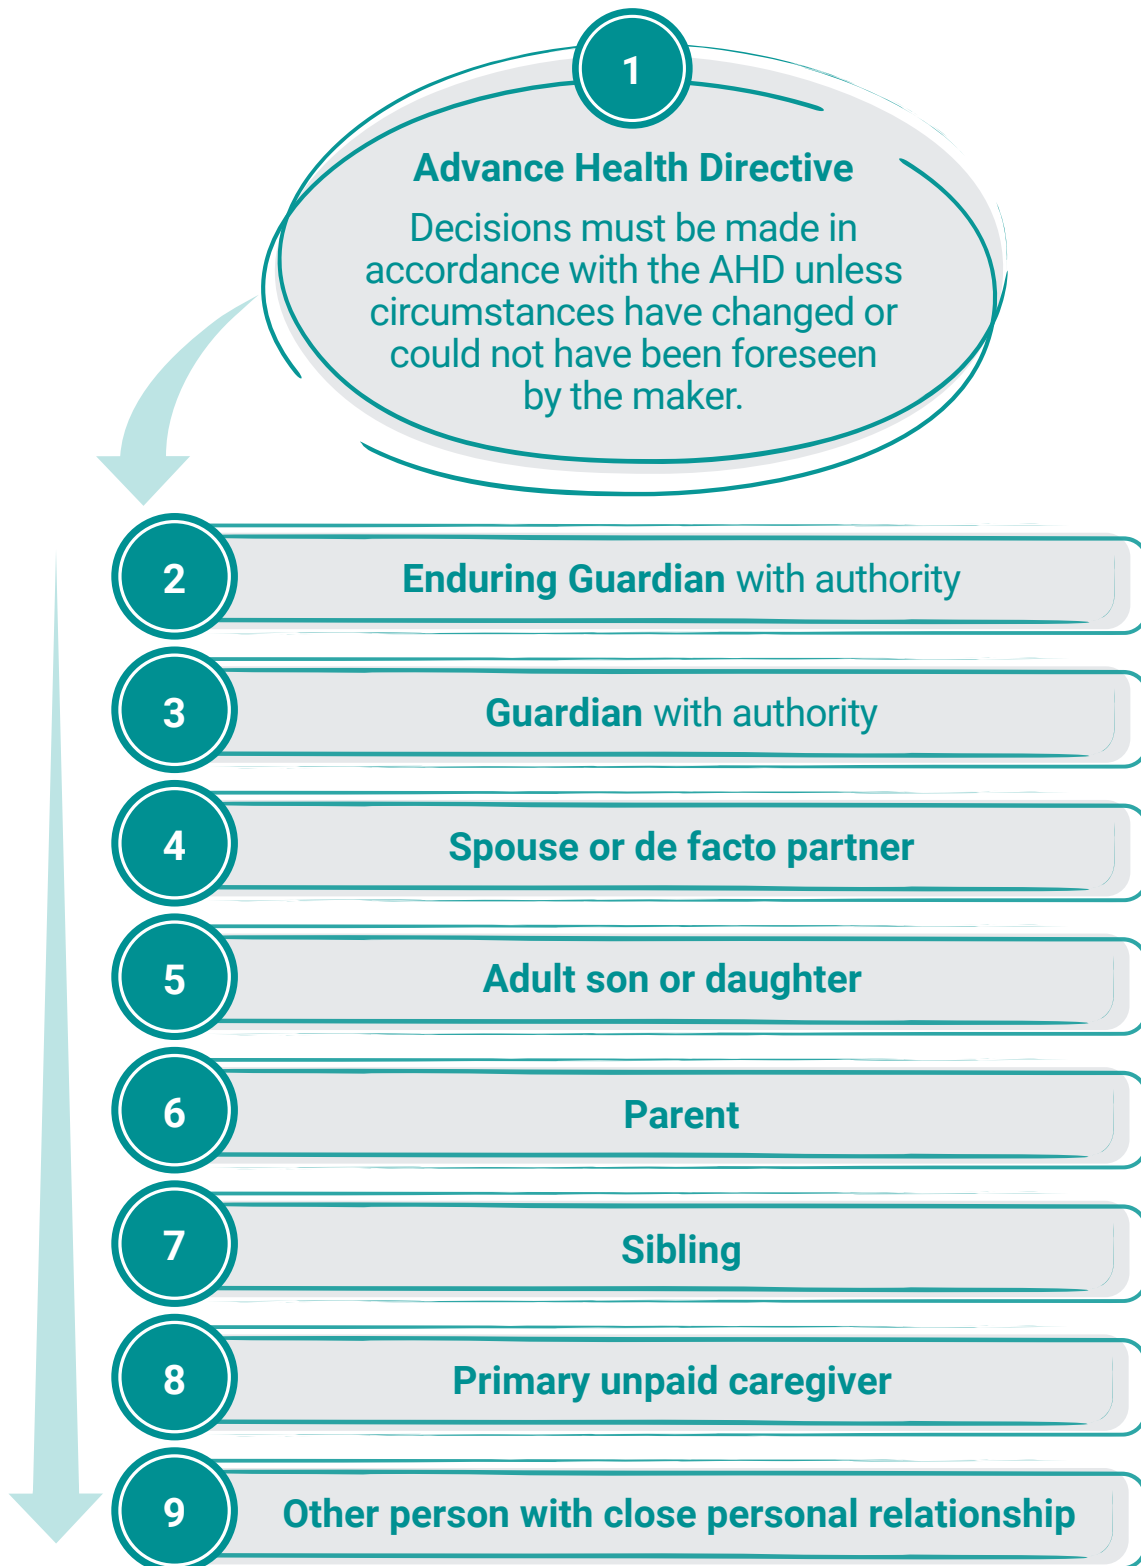 1
Advance Health Directive
Decisions must be made in
accordance with the AHD unless
circumstances have changed or
could not have been foreseen
by the maker.
2 Enduring Guardian with authority
3 Guardian with authority
4 Spouse or de facto partner
5 Adult son or daughter
6 Parent
7 Sibling
8 Primary unpaid caregiver
9 Other person with close personal relationship